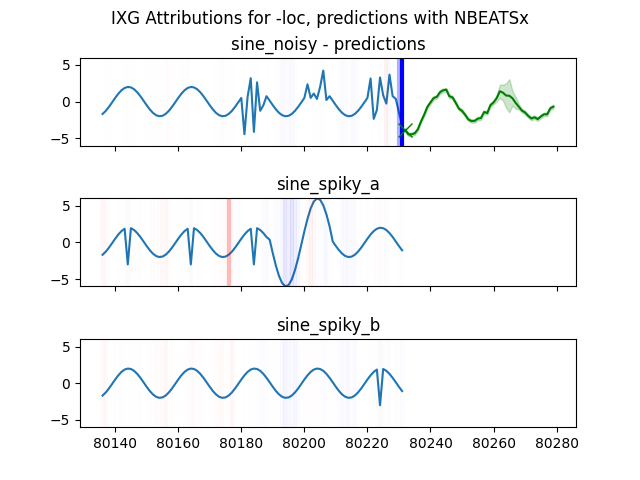 IXG Attributions for -loc, predictions with NBEATSx
sine_noisy - predictions
5
0
−5
sine_spiky_a
5
0
−5
sine_spiky_b
5
0
−5
80140 80160 80180 80200 80220 80240 80260 80280